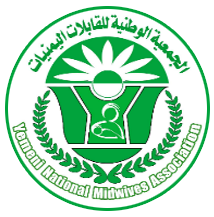 الجمعية الوطنية للقابلات اليمنيات
Yemeni National Midwives Association